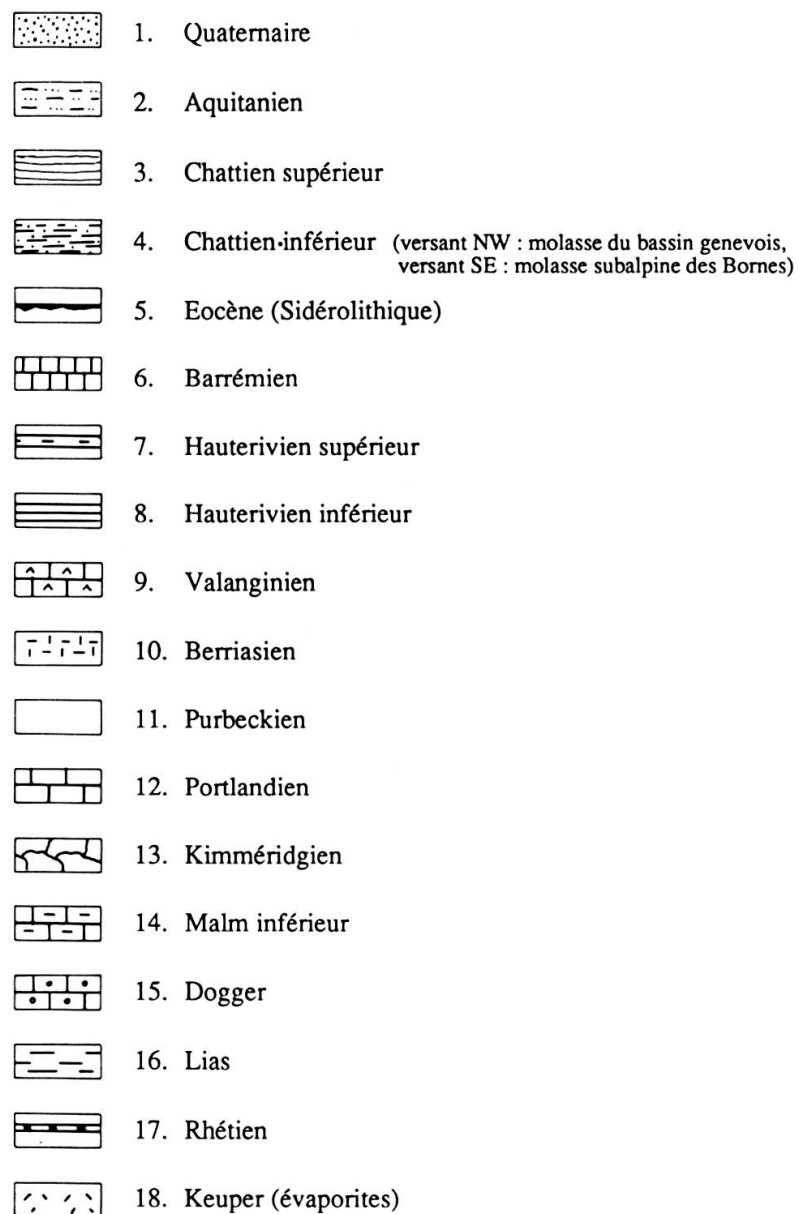 1. Quaternaire
2. Aquitanien
3. Chattien supérieur
4. Chattien·inférieur (versant NW : molasse du bassin genevois,
versant SE : molasse subalpine des Bornes)
5. Eocène (Sidérolithique)
6. Barrémien
7. Hauterivien supérieur
8. Hauterivien inférieur
9. Valanginien
10. Berriasien
11. Purbeckien
12. Portlandien
13. Kimméridgien
14. Malm inférieur
15. Dogger
16. Lias
17. Rhétien
18. Keuper (évaporites)